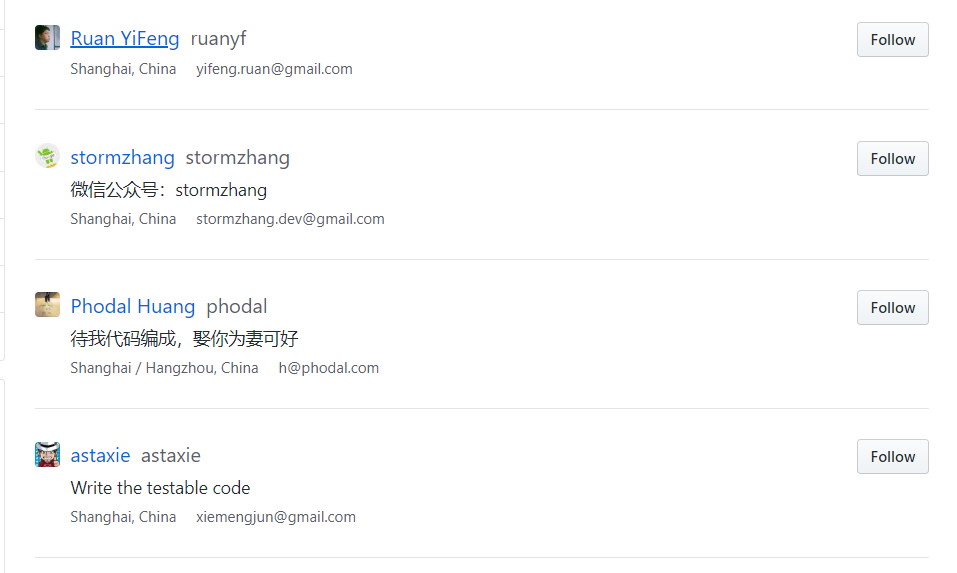 Ruan YiFeng ruanyf Follow
Shanghai, China yifeng.ruan@gmail.com
stormzhang stormzhang Follow
微信公众号：stormzhang
Shanghai, China stormzhang.dev@gmail.com
Phodal Huang phodal Follow
待我代码编成，娶你为妻可好
Shanghai / Hangzhou, China h@phodal.com
astaxie astaxie Follow
Write the testable code
Shanghai, China xiemengjun@gmail.com